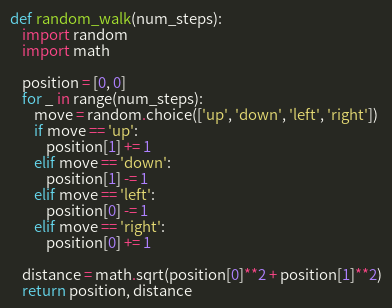 def random_walk(num_steps):
    import random
    import math

    position = [0, 0]
    for _ in range(num_steps):
        move = random.choice(['up', 'down', 'left', 'right'])
        if move == 'up':
            position[1] += 1
        elif move == 'down':
            position[1] -= 1
        elif move == 'left':
            position[0] -= 1
        elif move == 'right':
            position[0] += 1

    distance = math.sqrt(position[0]**2 + position[1]**2)
    return position, distance